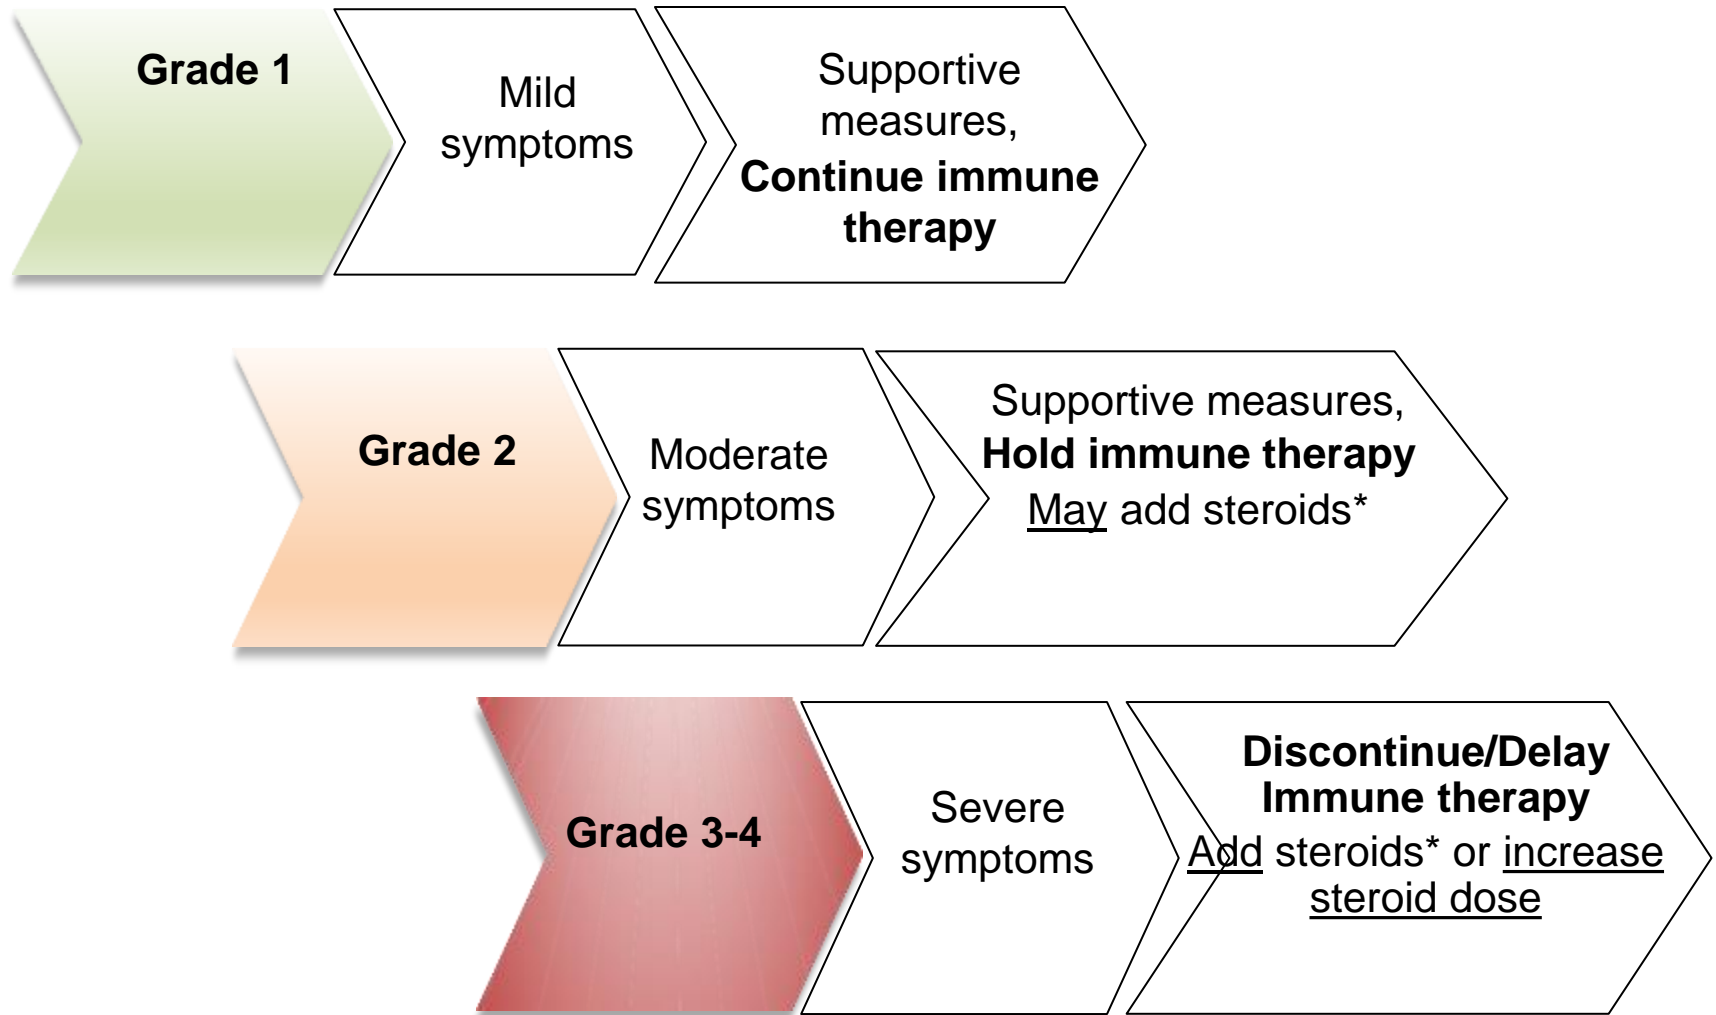 Grade 1
Mild
symptoms
Supportive
measures,
Continue immune
therapy
Grade 2
Moderate
symptoms
Supportive measures,
Hold immune therapy
May add steroids*
Grade 3-4
Severe
symptoms
Discontinue/Delay
Immune therapy
Add steroids* or increase
steroid dose